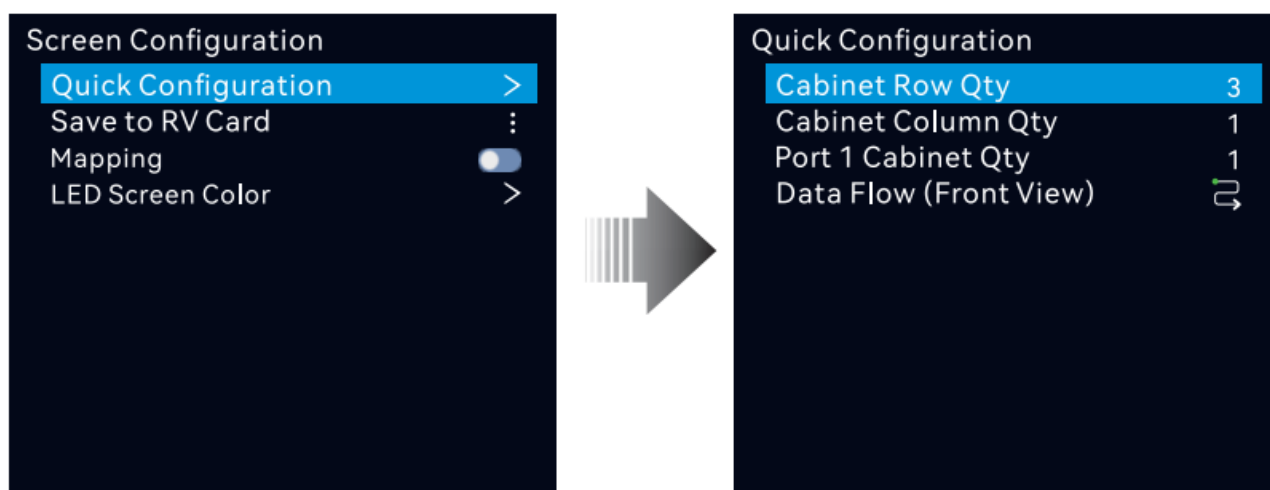 Screen Configuration
Quick Configuration >
Save to RV Card
Mapping
LED Screen Color >
Quick Configuration
Cabinet Row Qty 3
Cabinet Column Qty 1
Port 1 Cabinet Qty 1
Data Flow (Front View)